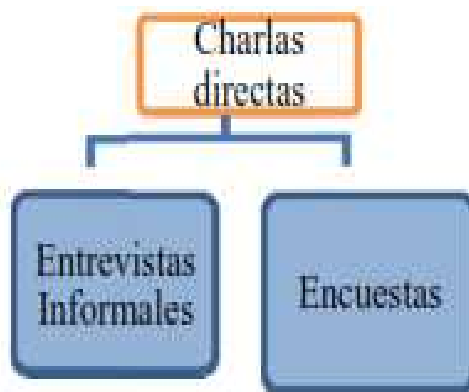 Charlas
directas
Entrevistas
Informales
Encuestas